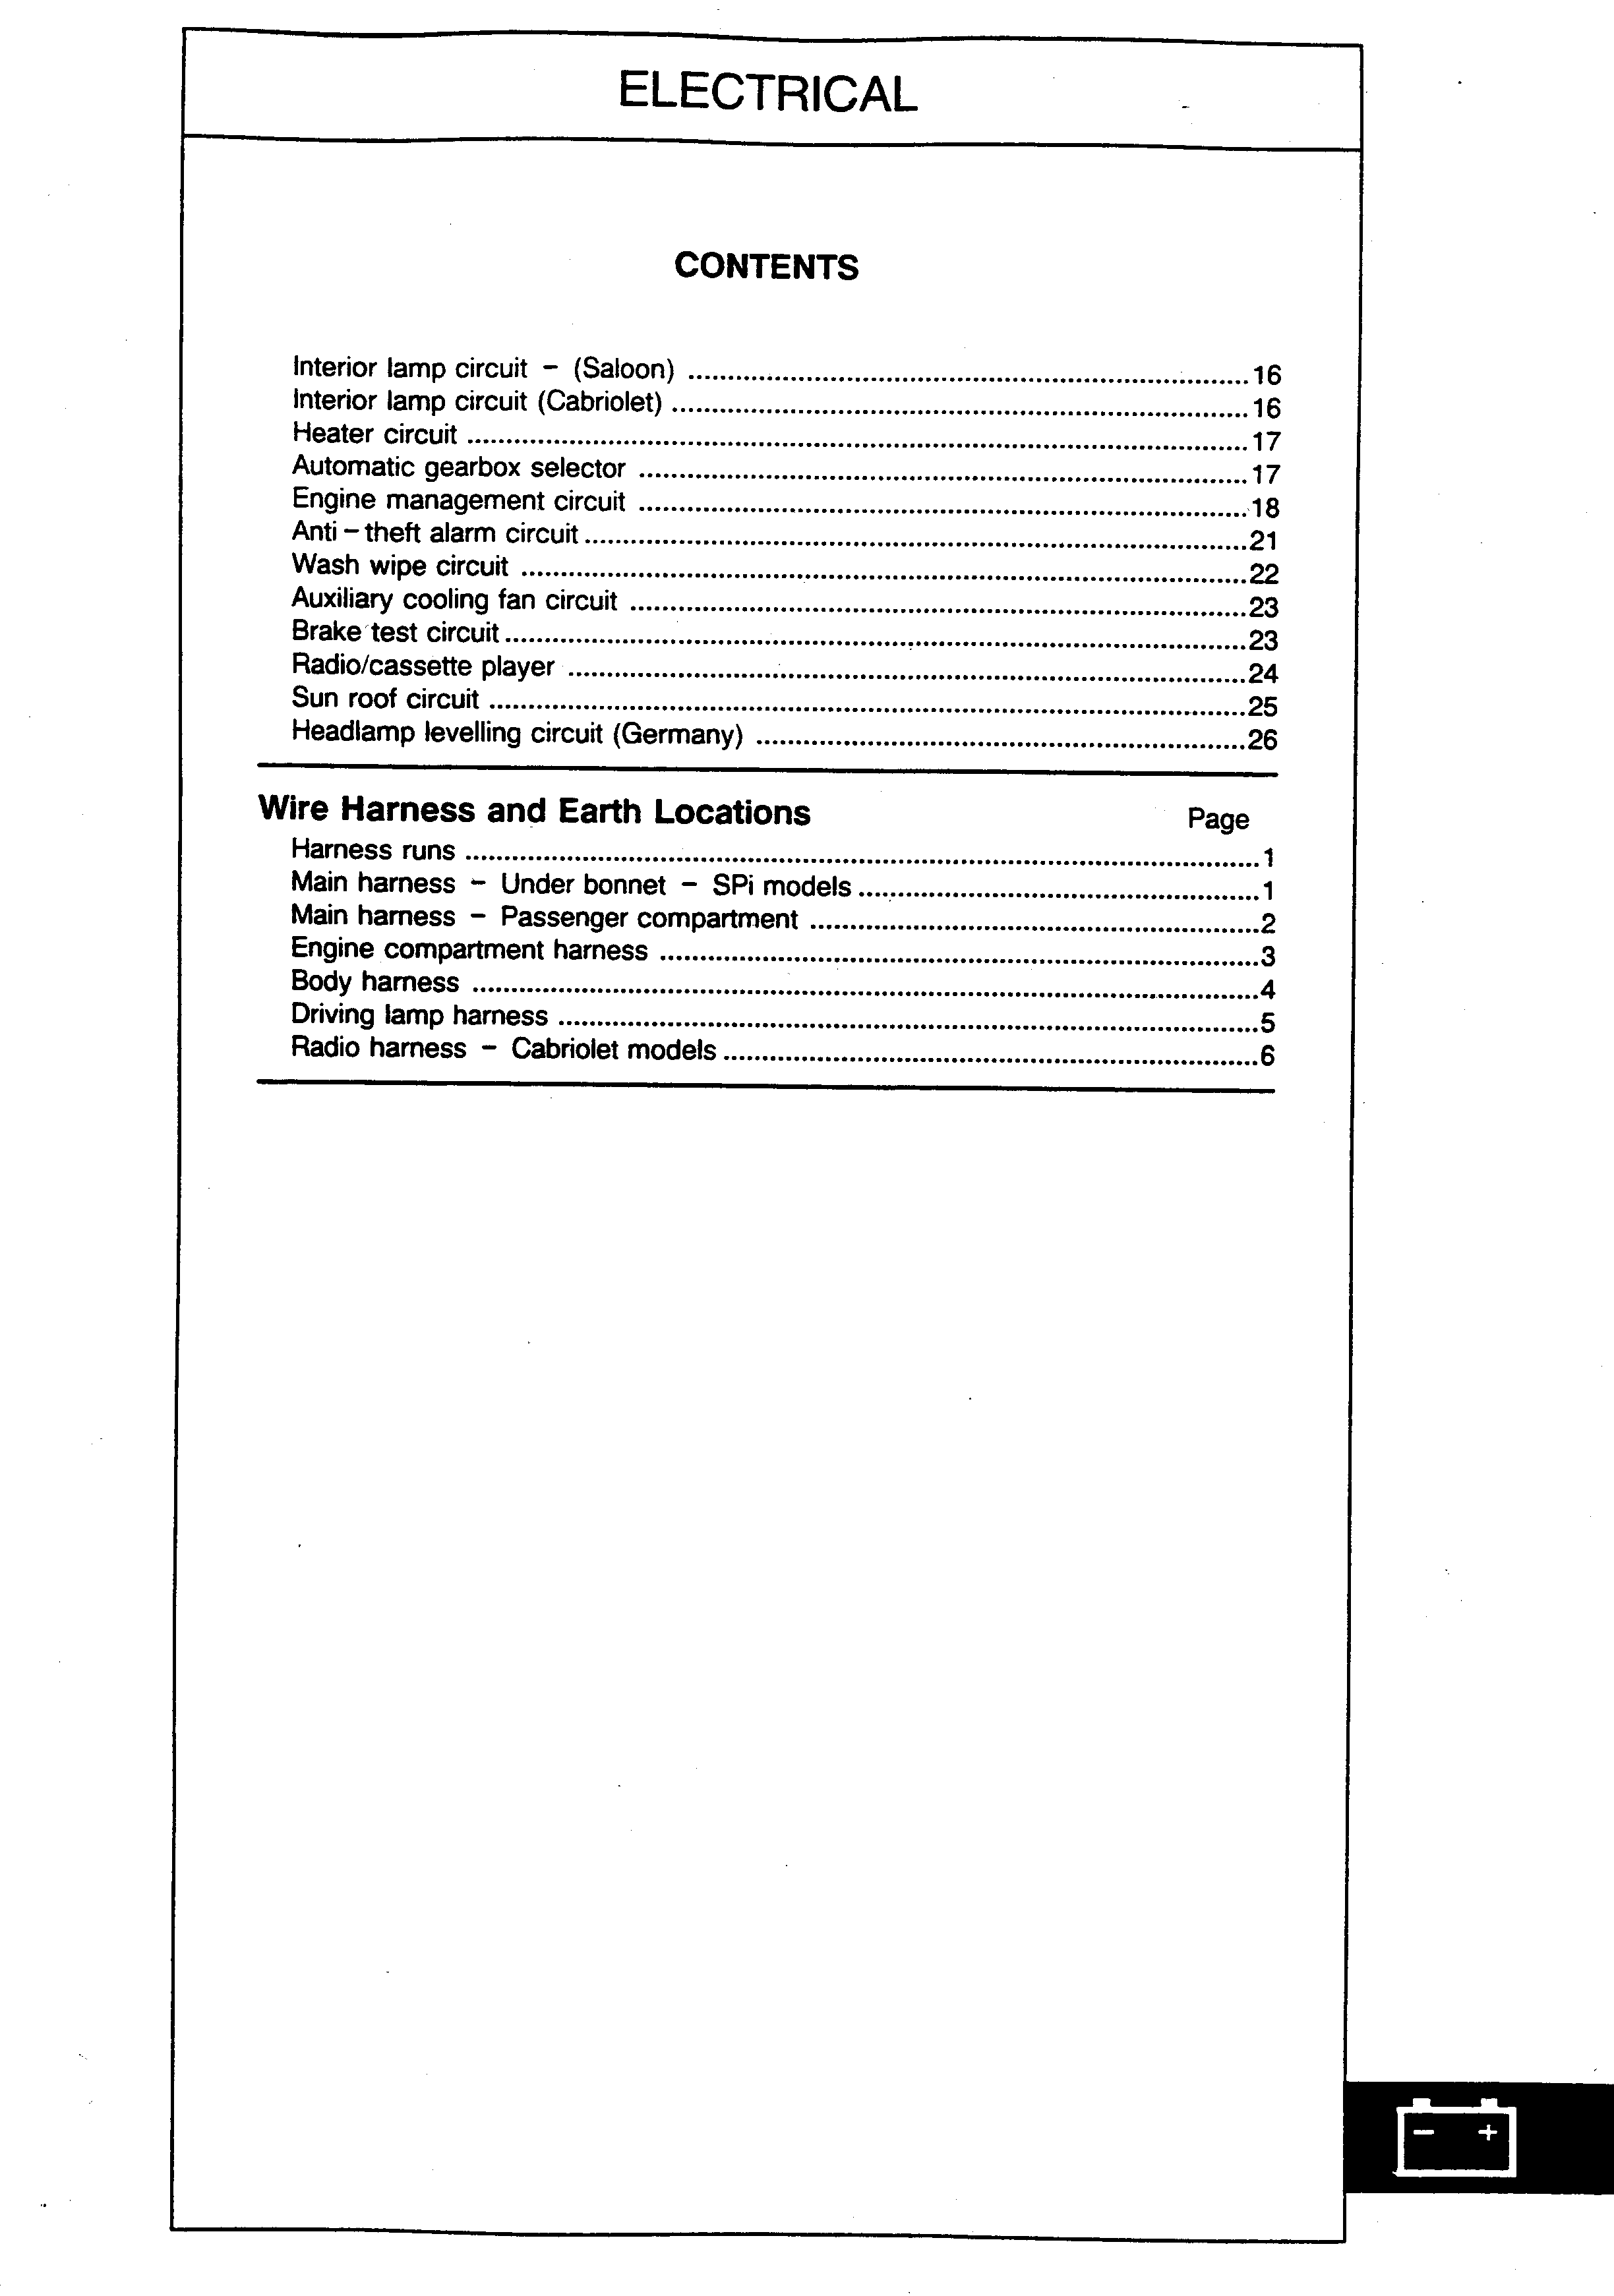 ELECTRICAL
CONTENTS
Interior lamp circuit – (Saloon) ........ 16
Interior lamp circuit (Cabriolet) ........ 16
Heater circuit ........ 17
Automatic gearbox selector ........ 17
Engine management circuit ........ 18
Anti – theft alarm circuit ........ 21
Wash wipe circuit ........ 22
Auxiliary cooling fan circuit ........ 23
Brake test circuit ........ 23
Radio/cassette player ........ 24
Sun roof circuit ........ 25
Headlamp levelling circuit (Germany) ........ 26
Wire Harness and Earth Locations Page
Harness runs ........ 1
Main harness – Under bonnet – SPi models ........ 1
Main harness – Passenger compartment ........ 2
Engine compartment harness ........ 3
Body harness ........ 4
Driving lamp harness ........ 5
Radio harness – Cabriolet models ........ 6
– +